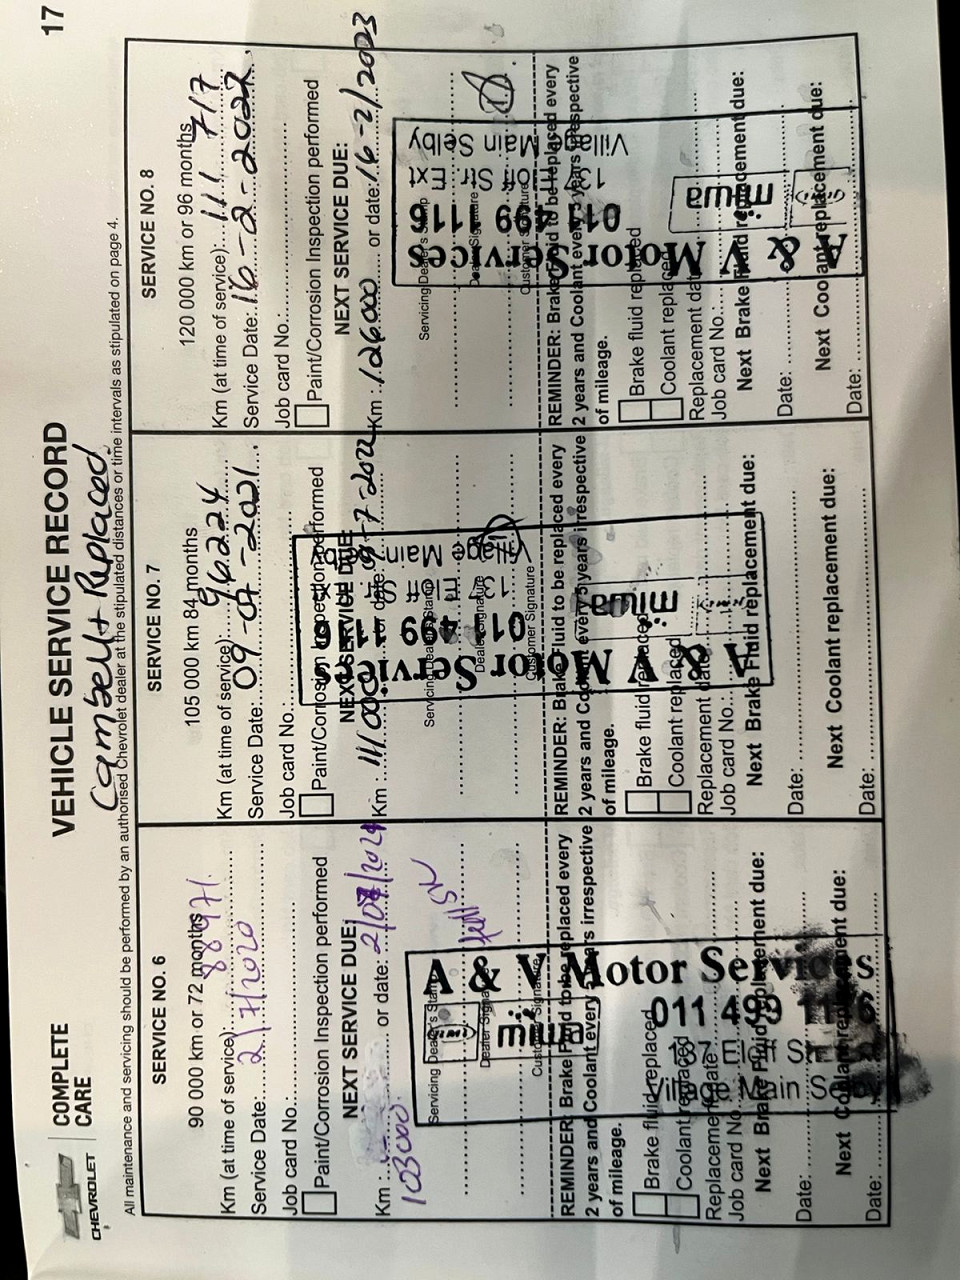 17
CHEVROLET
COMPLETE
CARE
VEHICLE SERVICE RECORD
Cambelt Replaced
All maintenance and servicing should be performed by an authorised Chevrolet dealer at the stipulated distances or time intervals as stipulated on page 4.
SERVICE NO. 6
90 000 km or 72 months
Km (at time of service): 88971
Service Date: 2/7/2020
Job card No.:
Paint/Corrosion Inspection performed
NEXT SERVICE DUE:
Km : or date: 2/07/2021
103000
Servicing Dealer's Stamp
Dealer Signature
Customer Signature
A & V Motor Services
miwa
011 499 1116
Village Main Selby
REMINDER: Brake Fluid to be replaced every
2 years and Coolant every 5 years irrespective
of mileage.
Brake fluid replaced
Coolant replaced
Replacement date:
Job card No.:
Next Brake Fluid replacement due:
Date:
Next Coolant replacement due:
Date:
SERVICE NO. 7
105 000 km 84 months
Km (at time of service): 96224
Service Date: 09-07-2021
Job card No.:
Paint/Corrosion Inspection performed
NEXT SERVICE DUE:
Km : 111000 or date: 09-7-2022
Servicing Dealer's Stamp
Dealer Signature
Customer Signature
A & V Motor Services
miwa
011 499 1116
137 Eloff Str. Ext
Village Main Selby
REMINDER: Brake Fluid to be replaced every
2 years and Coolant every 5 years irrespective
of mileage.
Brake fluid replaced
Coolant replaced
Replacement date:
Job card No.:
Next Brake Fluid replacement due:
Date:
Next Coolant replacement due:
Date:
SERVICE NO. 8
120 000 km or 96 months
Km (at time of service): 111 717
Service Date: 16-2-2022
Job card No.:
Paint/Corrosion Inspection performed
NEXT SERVICE DUE:
Km : 126000 or date: 16-2/2023
Servicing Dealer's Stamp
Dealer Signature
Customer Signature
A & V Motor Services
miwa
011 499 1116
137 Eloff Str. Ext
Village Main Selby
REMINDER: Brake Fluid to be replaced every
2 years and Coolant every 5 years irrespective
of mileage.
Brake fluid replaced
Coolant replaced
Replacement date:
Job card No.:
Next Brake Fluid replacement due:
Date:
Next Coolant replacement due:
Date: